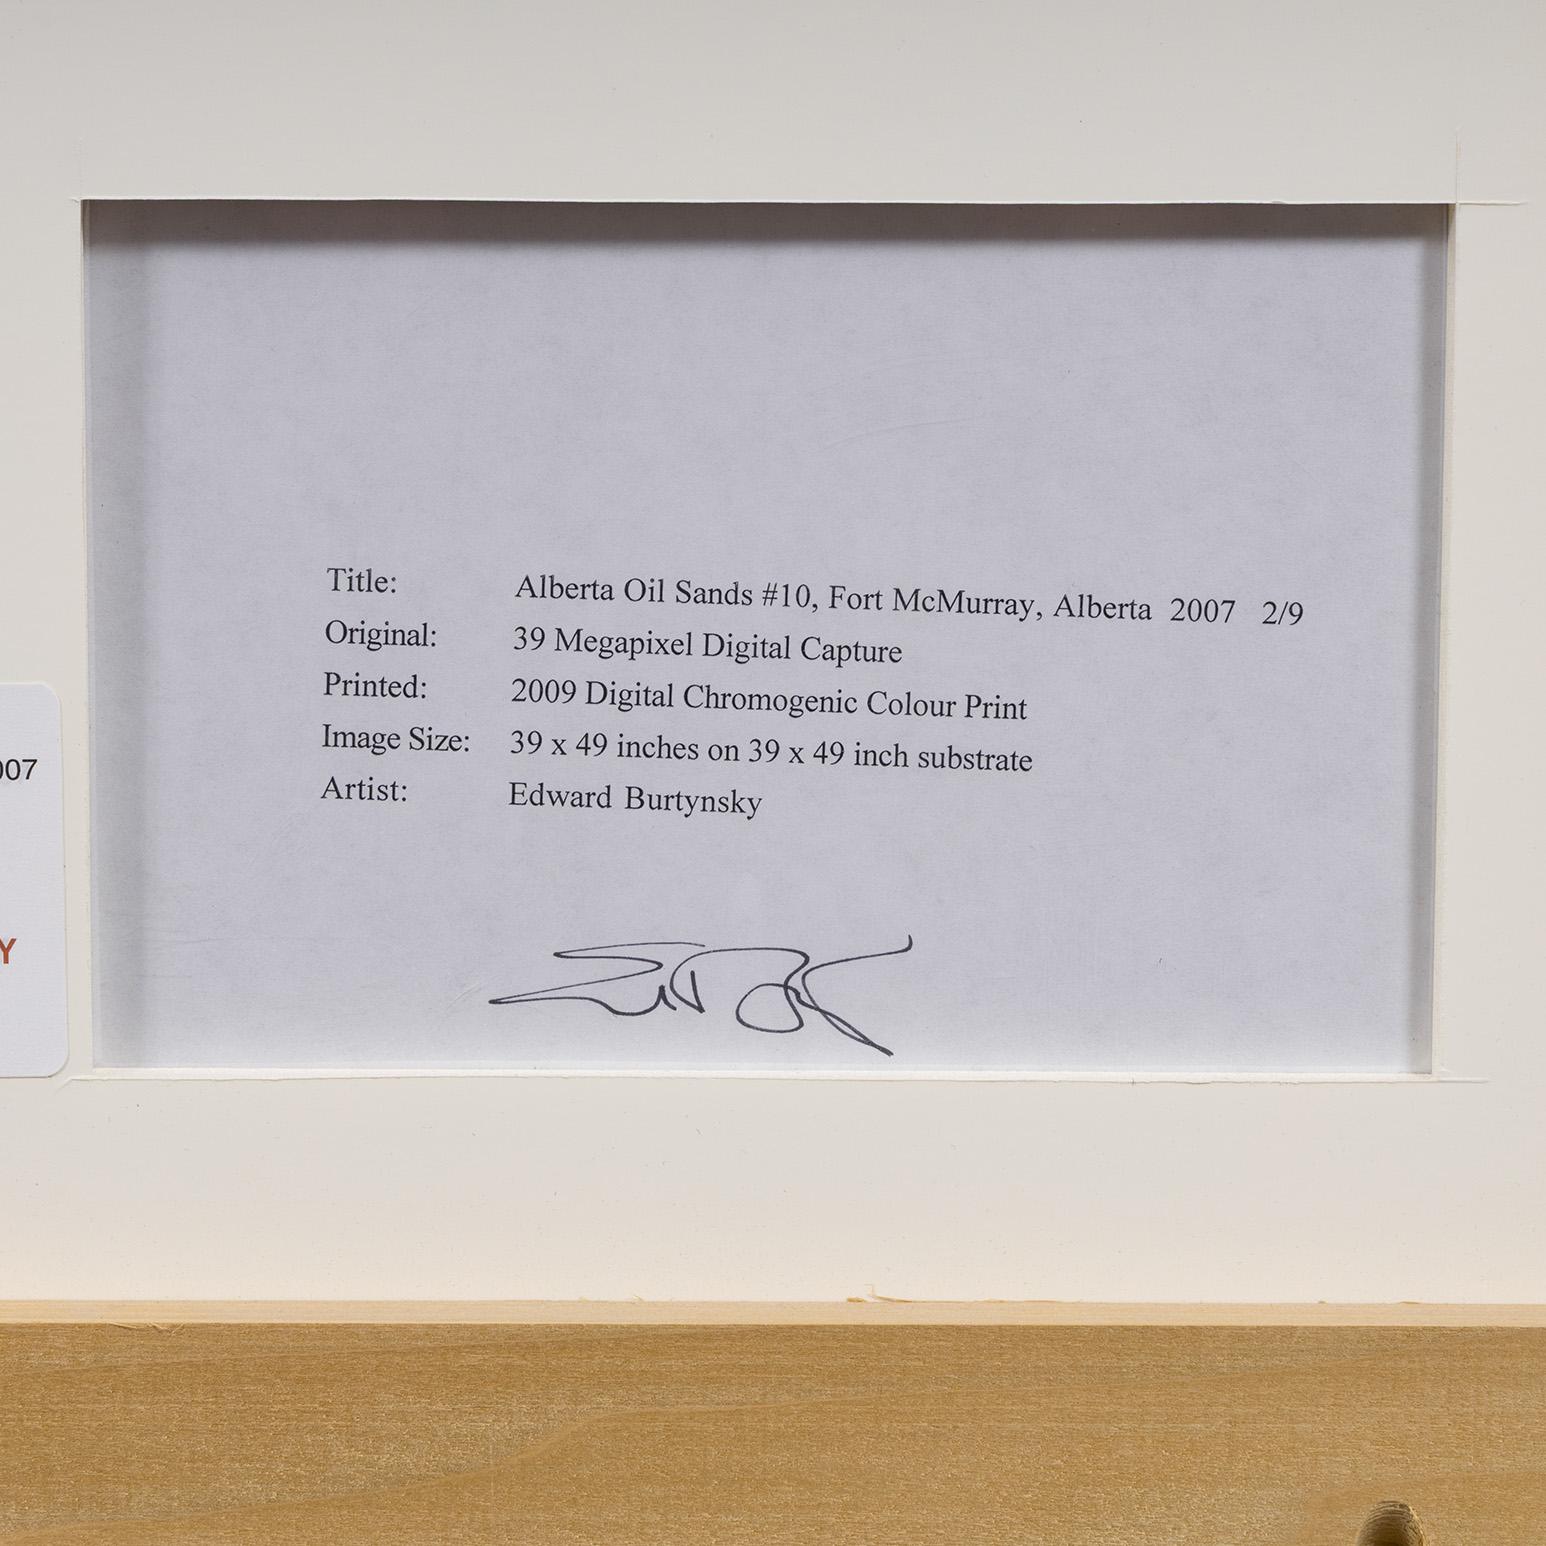 Title: Alberta Oil Sands #10, Fort McMurray, Alberta 2007 2/9
Original: 39 Megapixel Digital Capture
Printed: 2009 Digital Chromogenic Colour Print
Image Size: 39 x 49 inches on 39 x 49 inch substrate
Artist: Edward Burtynsky
007
Y